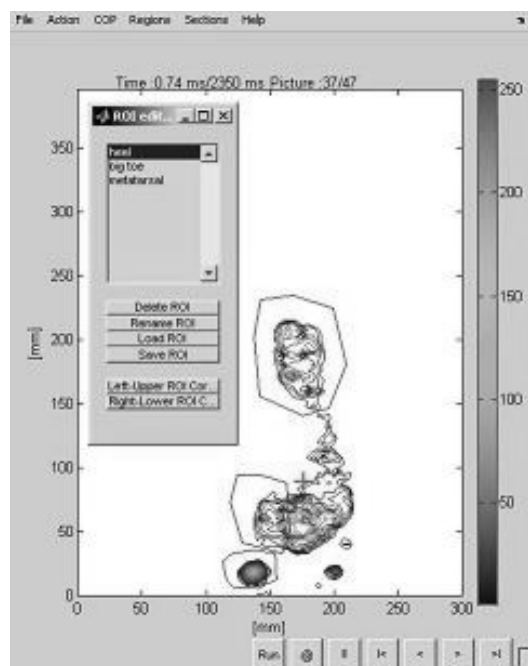 File Action COP Regions Sections Help
Time :0.74 ms/2350 ms Picture :37/47
ROI edit...
heel
big toe
metatarzal
Delete ROI
Rename ROI
Load ROI
Save ROI
Left-Upper ROI Cor...
Right-Lower ROI C...
350
300
250
200
150
100
50
0
[mm]
0 50 100 150 200 250 300
[mm]
250
200
150
100
50
Run @ II I< < > >I